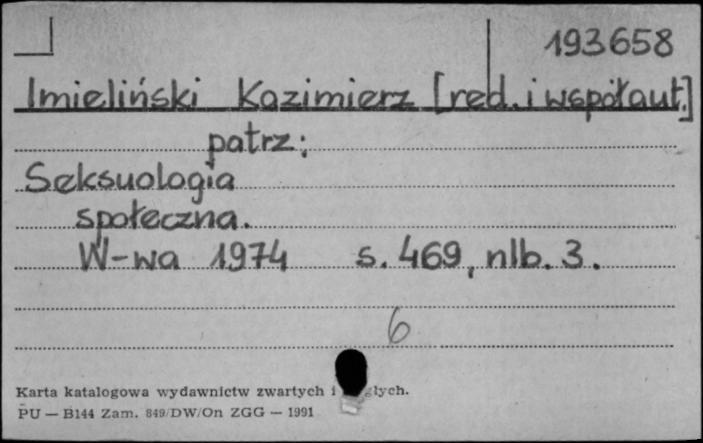 193658
Imieliński Kazimierz [red. i współaut.]
patrz:
Seksuologia
społeczna.
W-wa 1974 s. 469, nlb. 3.
6
Karta katalogowa wydawnictw zwartych i
PU — B144 Zam. 849/DW/On ZGG — 1991